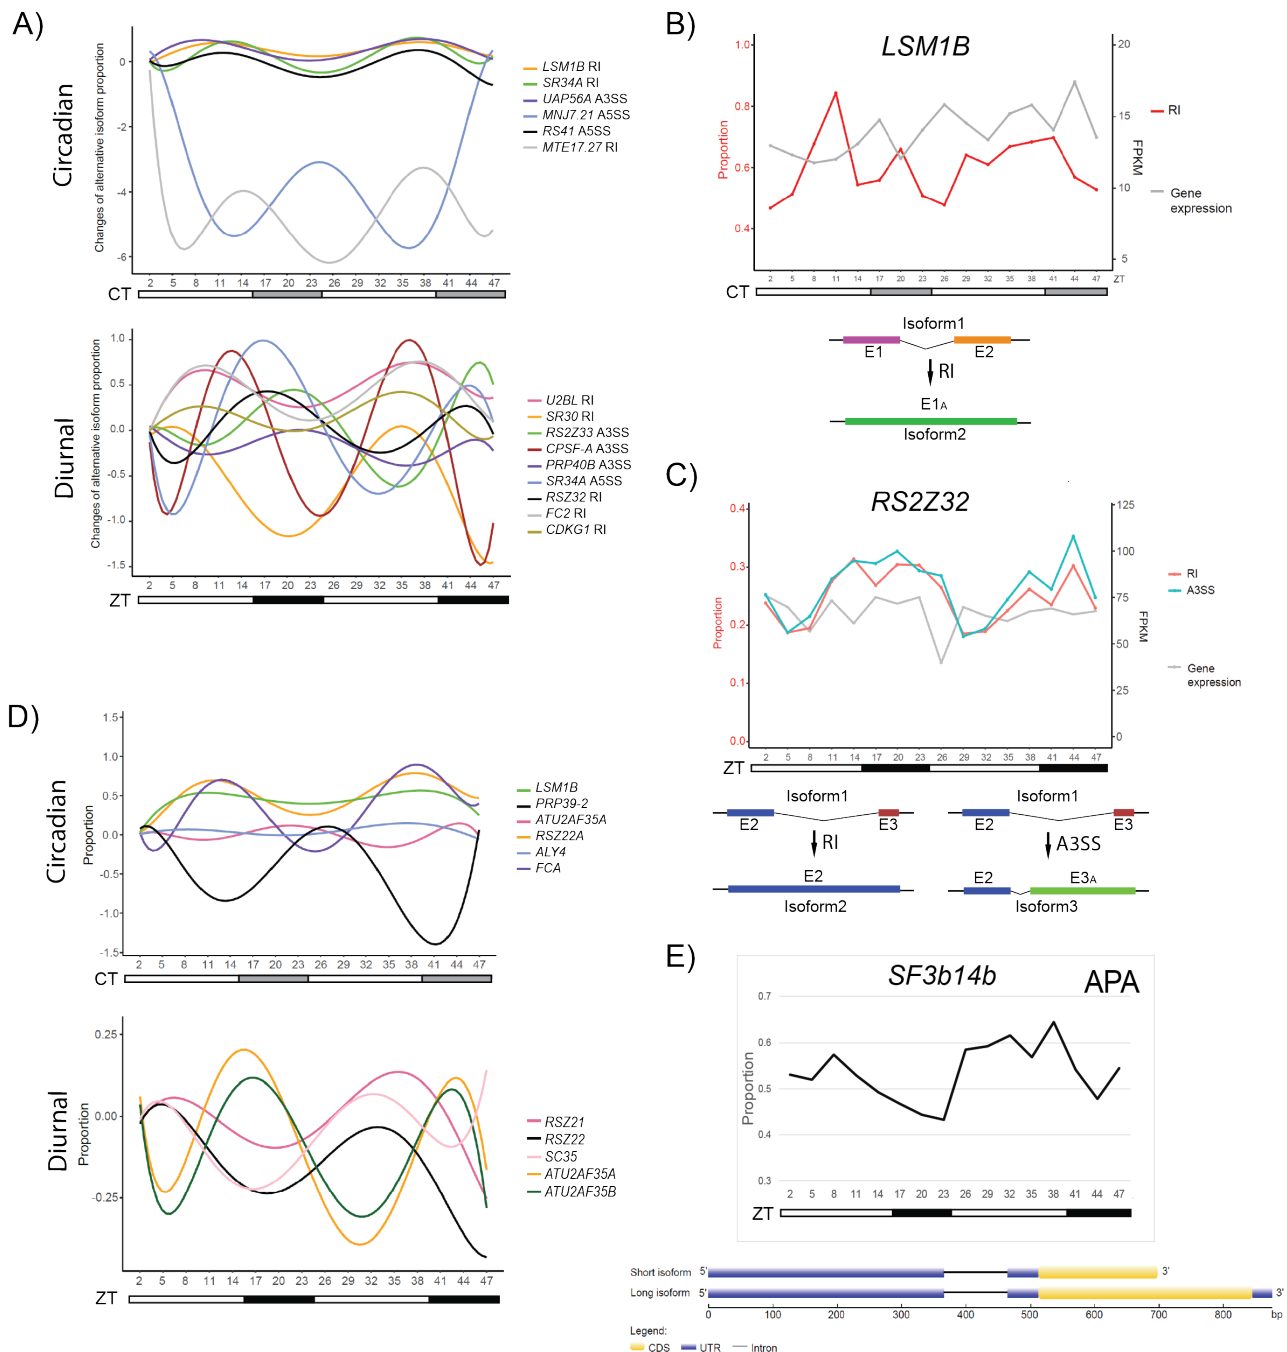 A)
Circadian
Changes of alternative isoform proportion
0
-2
-4
-6
2 5 8 11 14 17 20 23 26 29 32 35 38 41 44 47
CT
LSM1B RI
SR34A RI
UAP56A A3SS
MNJ7.21 A5SS
RS41 A5SS
MTE17.27 RI
Diurnal
Changes of alternative isoform proportion
1.0
0.5
0.0
-0.5
-1.0
-1.5
2 5 8 11 14 17 20 23 26 29 32 35 38 41 44 47
ZT
U2BL RI
SR30 RI
RS2Z33 A3SS
CPSF-A A3SS
PRP40B A3SS
SR34A A5SS
RSZ32 RI
FC2 RI
CDKG1 RI
B)
LSM1B
Proportion
1.0
0.8
0.6
0.4
20
15
10
5
FPKM
RI
Gene
expression
2 5 8 11 14 17 20 23 26 29 32 35 38 41 44 47 ZT
CT
Isoform1
E1 E2
RI
E1A
Isoform2
C)
RS2Z32
Proportion
0.4
0.3
0.2
0.1
0.0
125
100
75
50
25
0
FPKM
RI
A3SS
Gene
expression
2 5 8 11 14 17 20 23 26 29 32 35 38 41 44 47
ZT
Isoform1
E2 E3
RI
E2
Isoform2
Isoform1
E2 E3
A3SS
E2 E3A
Isoform3
D)
Circadian
Proportion
1.5
1.0
0.5
0.0
-0.5
-1.0
-1.5
2 5 8 11 14 17 20 23 26 29 32 35 38 41 44 47
CT
LSM1B
PRP39-2
ATU2AF35A
RSZ22A
ALY4
FCA
Diurnal
Proportion
0.25
0.00
-0.25
2 5 8 11 14 17 20 23 26 29 32 35 38 41 44 47
ZT
RSZ21
RSZ22
SC35
ATU2AF35A
ATU2AF35B
E)
SF3b14b APA
Proportion
0.7
0.6
0.5
0.4
0.3
2 5 8 11 14 17 20 23 26 29 32 35 38 41 44 47
ZT
Short isoform 5' 3'
Long isoform 5' 3'
0 100 200 300 400 500 600 700 800 bp
Legend:
CDS UTR Intron